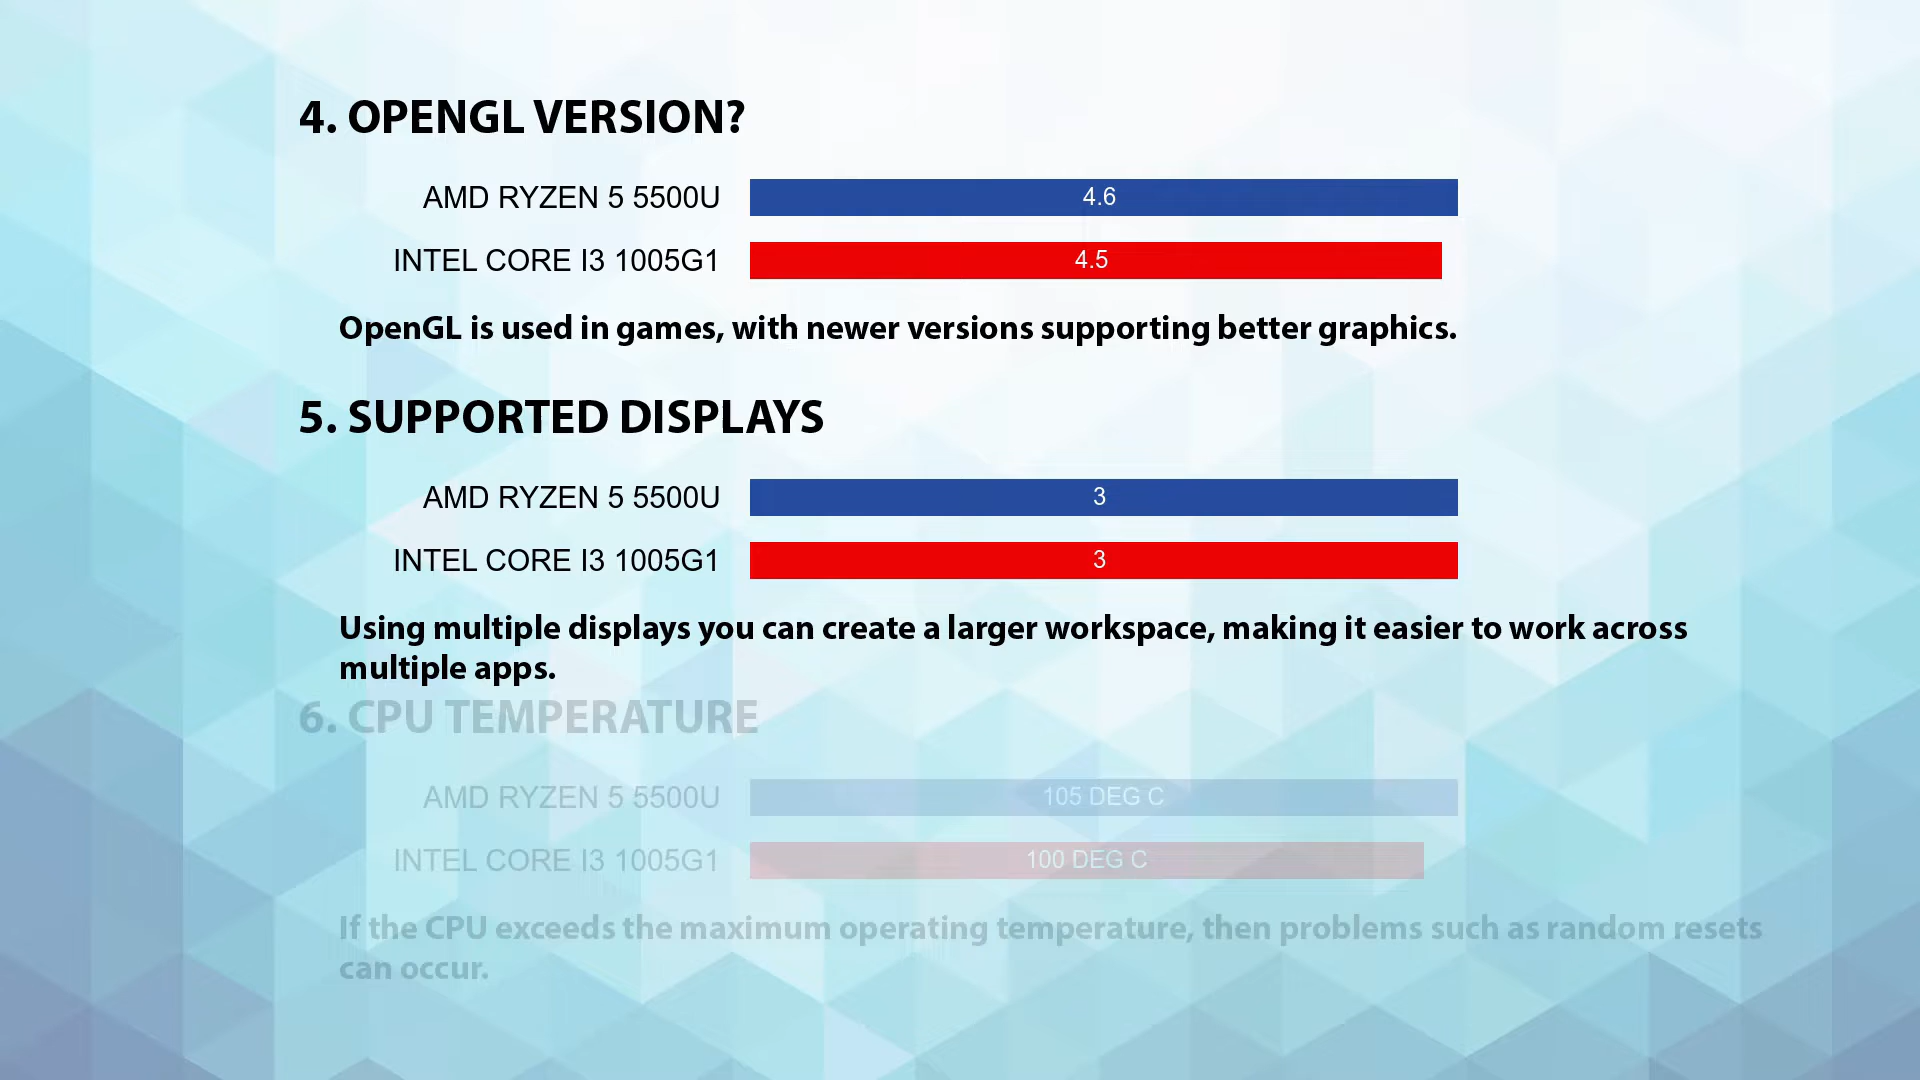 4. OPENGL VERSION?
AMD RYZEN 5 5500U
4.6
INTEL CORE I3 1005G1
4.5
OpenGL is used in games, with newer versions supporting better graphics.
5. SUPPORTED DISPLAYS
AMD RYZEN 5 5500U
3
INTEL CORE I3 1005G1
3
Using multiple displays you can create a larger workspace, making it easier to work across
multiple apps.
6. CPU TEMPERATURE
AMD RYZEN 5 5500U
105 DEG C
INTEL CORE I3 1005G1
100 DEG C
If the CPU exceeds the maximum operating temperature, then problems such as random resets
can occur.